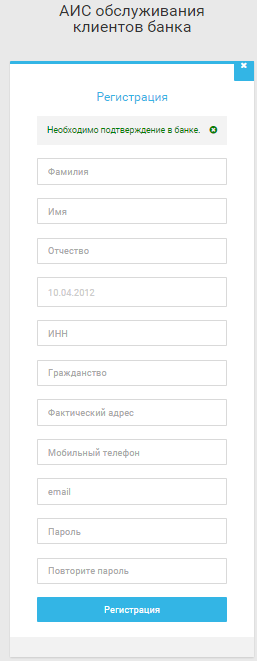 АИС обслуживания
клиентов банка
Регистрация
Необходимо подтверждение в банке.
Фамилия
Имя
Отчество
10.04.2012
ИНН
Гражданство
Фактический адрес
Мобильный телефон
email
Пароль
Повторите пароль
Регистрация